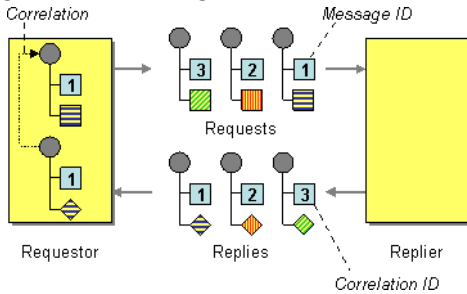 Correlation
Message ID
1
3 2 1
Requests
1
1 2 3
Requestor
Replies
Replier
Correlation ID